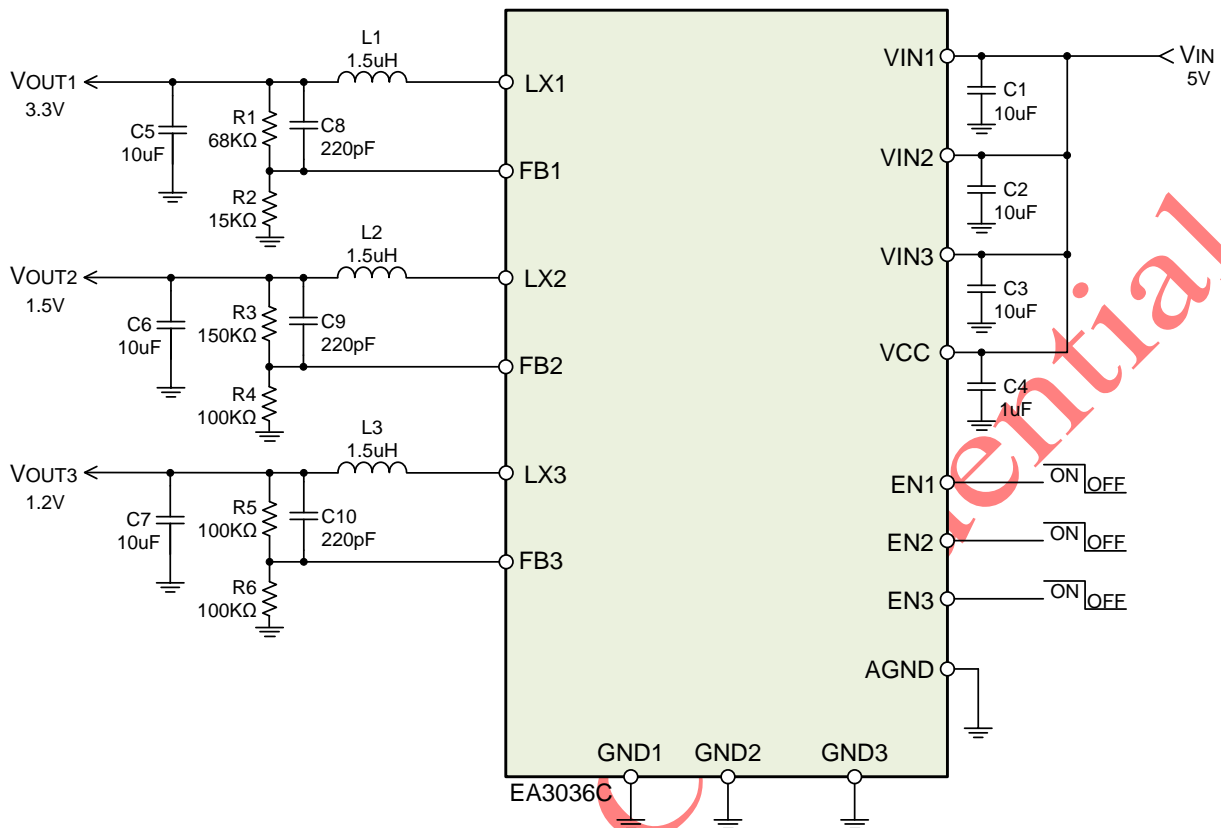 VOUT1
3.3V
L1
1.5uH
LX1
C5
10uF
R1
68KΩ
C8
220pF
FB1
R2
15KΩ
VOUT2
1.5V
L2
1.5uH
LX2
C6
10uF
R3
150KΩ
C9
220pF
FB2
R4
100KΩ
VOUT3
1.2V
L3
1.5uH
LX3
C7
10uF
R5
100KΩ
C10
220pF
FB3
R6
100KΩ
VIN1
VIN
5V
C1
10uF
VIN2
C2
10uF
VIN3
C3
10uF
VCC
C4
1uF
EN1
ON OFF
EN2
ON OFF
EN3
ON OFF
AGND
GND1 GND2 GND3
EA3036C